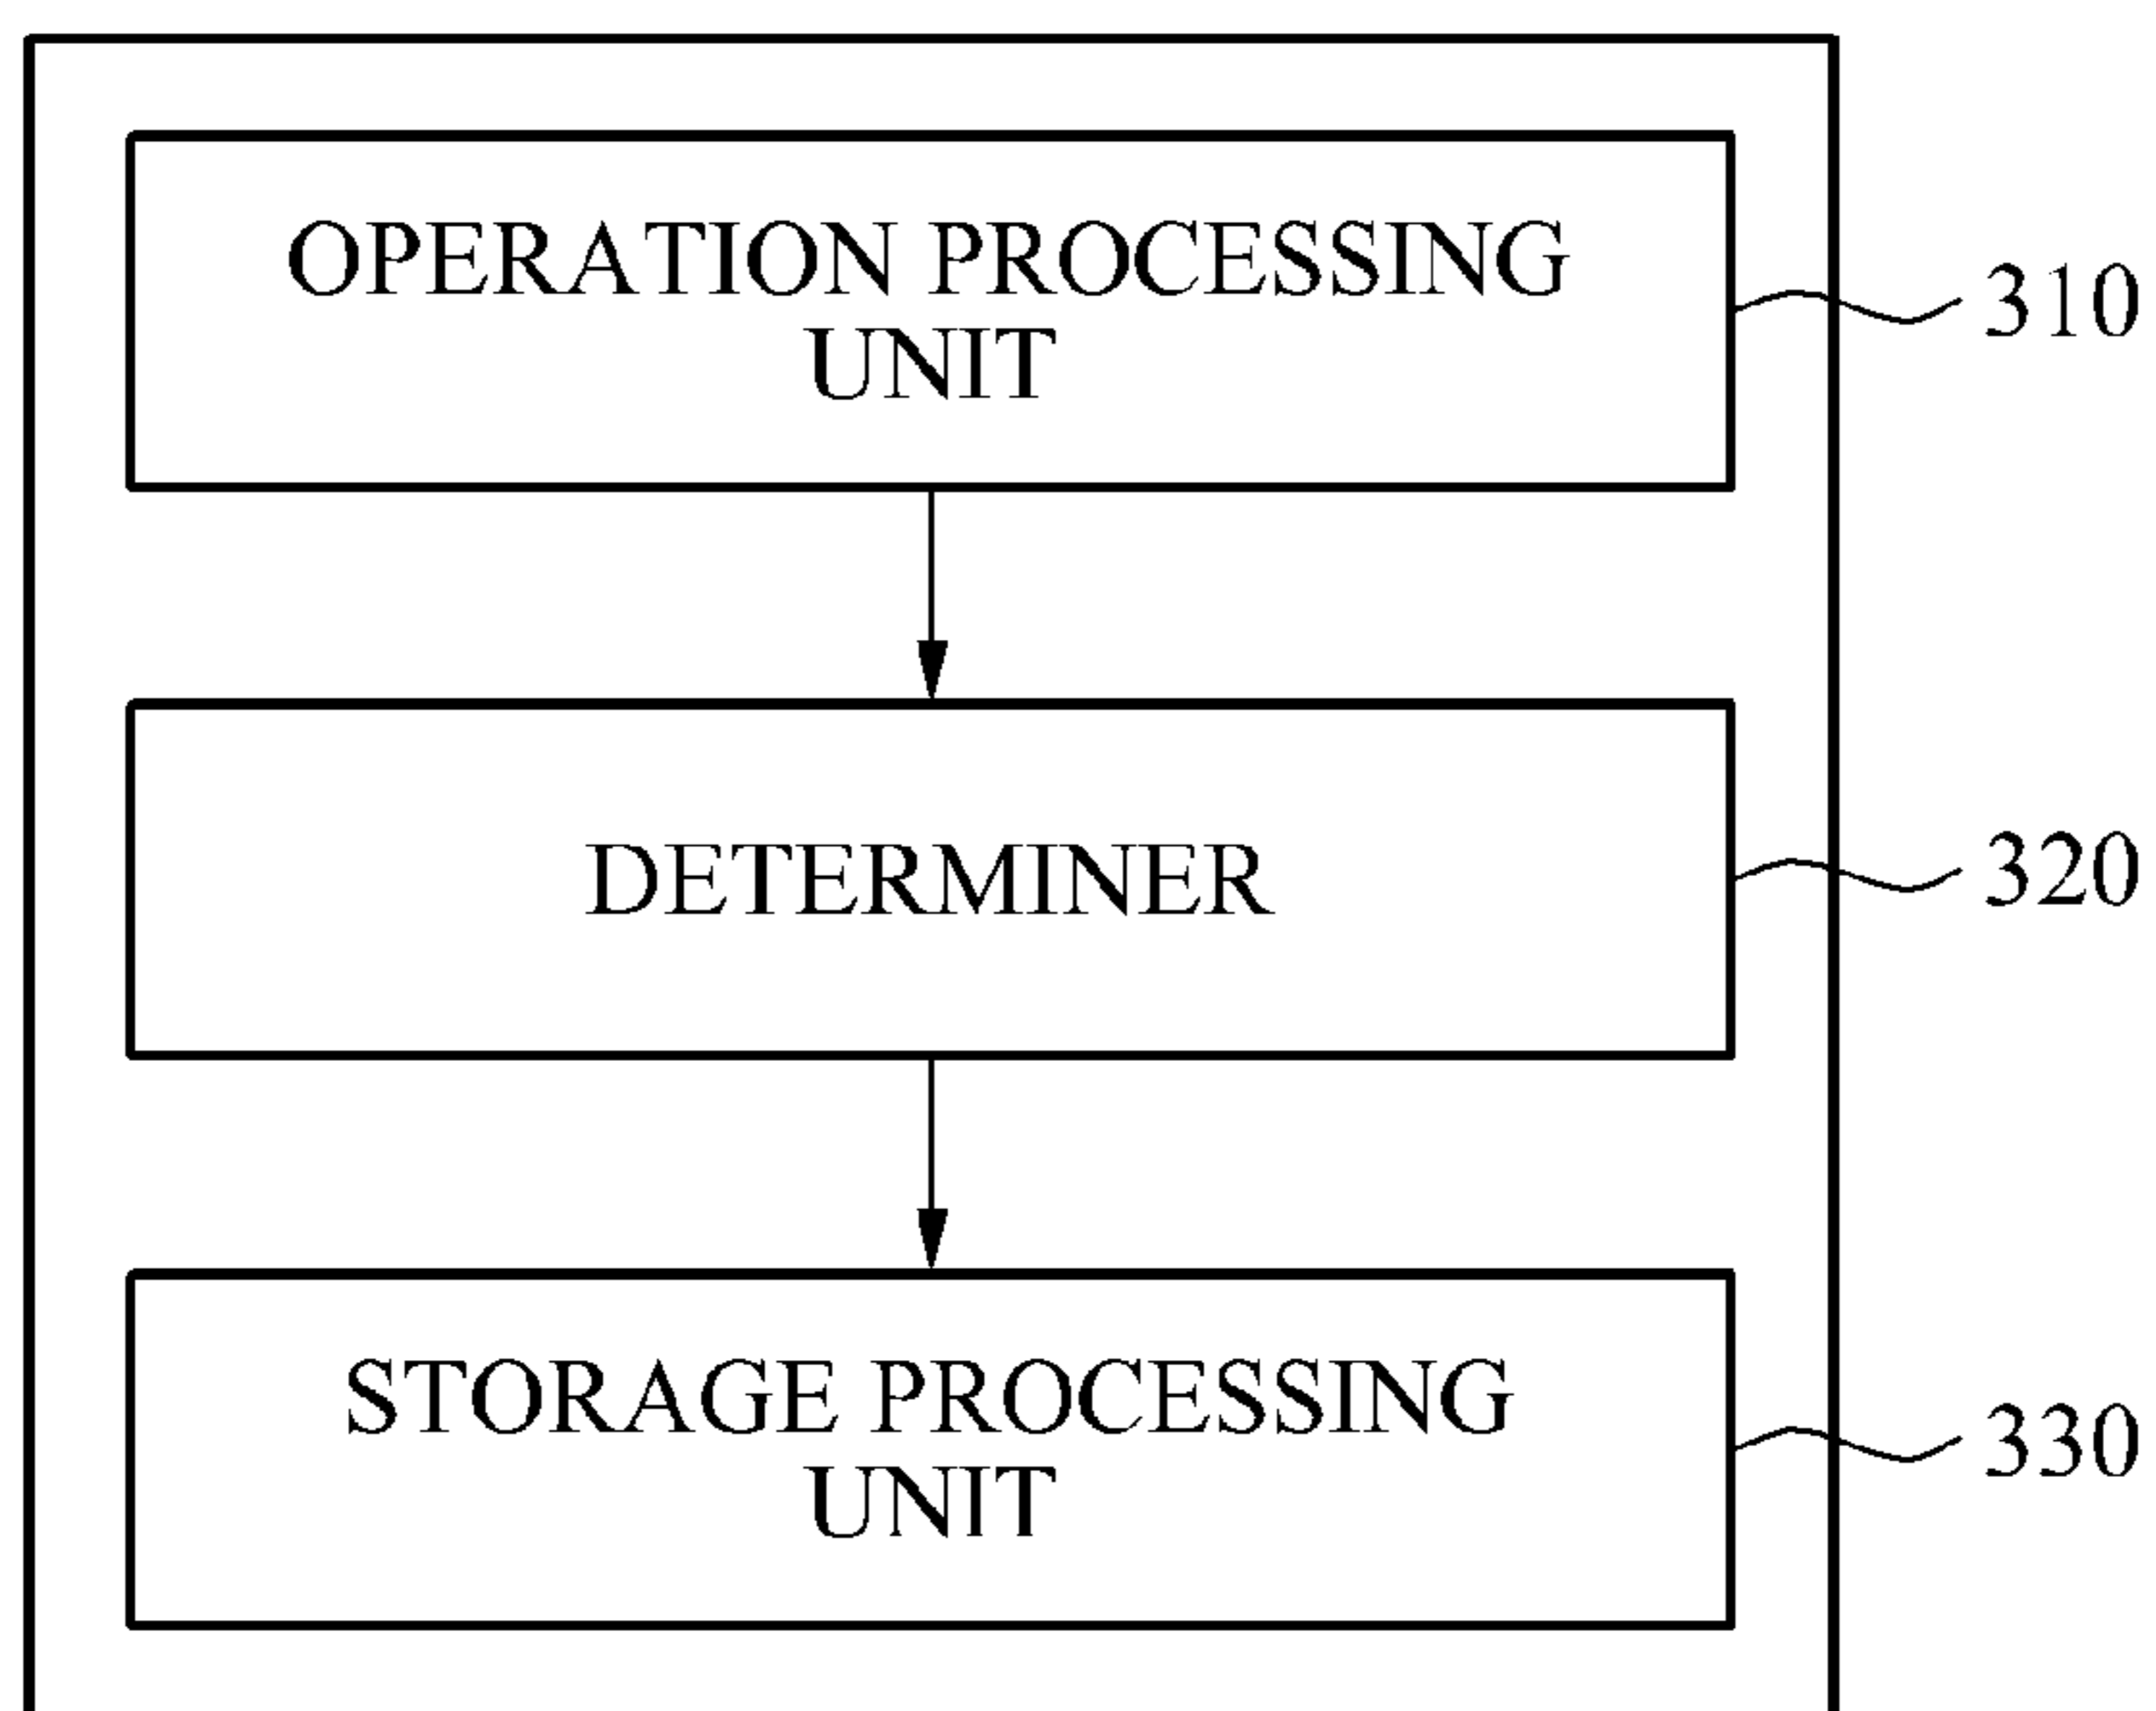 OPERATION PROCESSING
UNIT
310
DETERMINER
320
STORAGE PROCESSING
UNIT
330